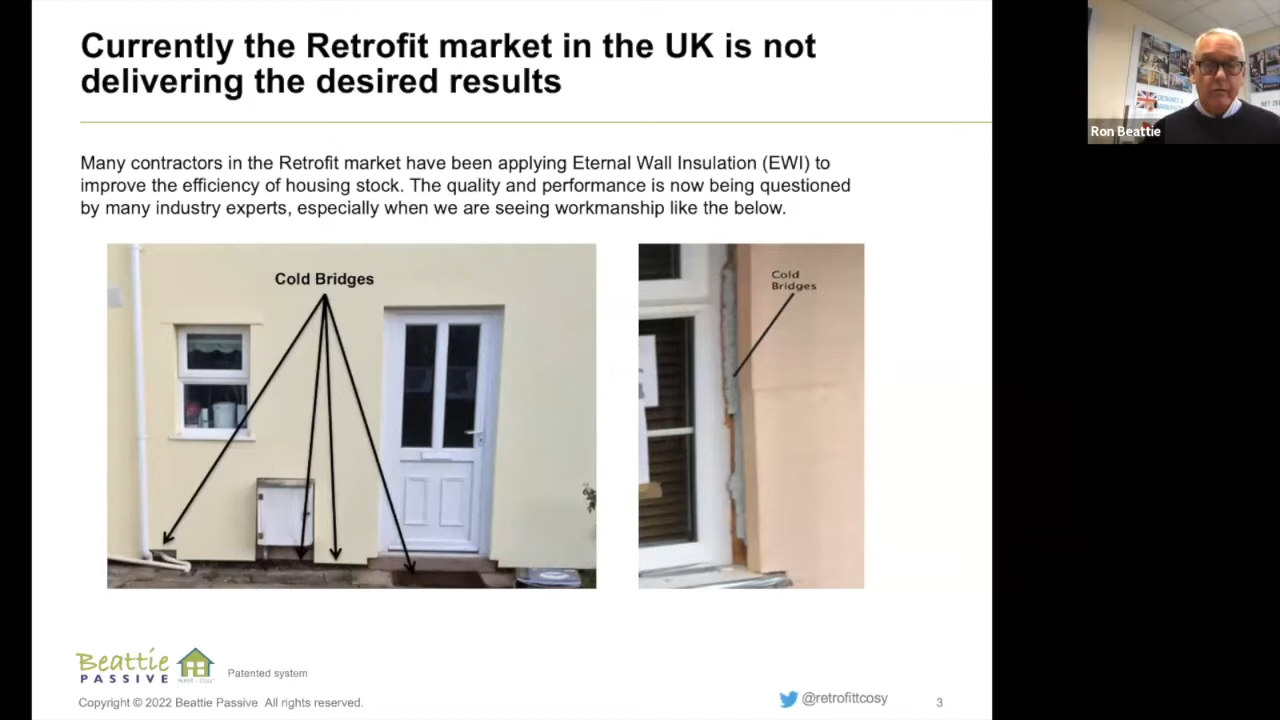 Currently the Retrofit market in the UK is not
delivering the desired results
Many contractors in the Retrofit market have been applying Eternal Wall Insulation (EWI) to
improve the efficiency of housing stock. The quality and performance is now being questioned
by many industry experts, especially when we are seeing workmanship like the below.
Cold Bridges
Cold
Bridges
Beattie
PASSIVE
Patented system
Copyright © 2022 Beattie Passive All rights reserved.
@retrofittcosy
3
Ron Beattie